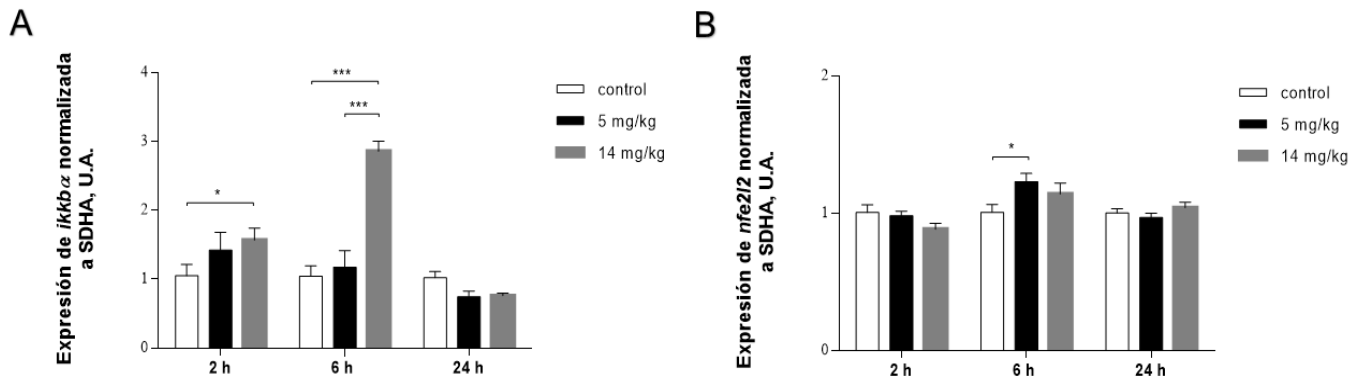 A
Expresión de ikkbα normalizada
a SDHA, U.A.
4
3
2
1
0
*
***
***
2 h
6 h
24 h
control
5 mg/kg
14 mg/kg
B
Expresión de nfe2l2 normalizada
a SDHA, U.A.
2
1
0
*
2 h
6 h
24 h
control
5 mg/kg
14 mg/kg